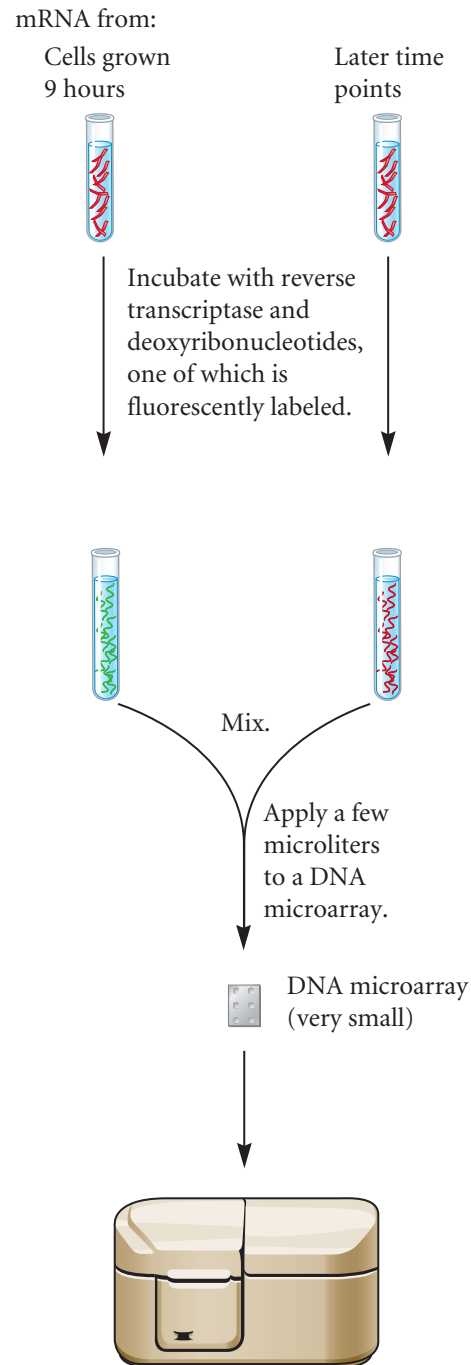 mRNA from:
Cells grown
9 hours
Later time
points
Incubate with reverse
transcriptase and
deoxyribonucleotides,
one of which is
fluorescently labeled.
Mix.
Apply a few
microliters
to a DNA
microarray.
DNA microarray
(very small)